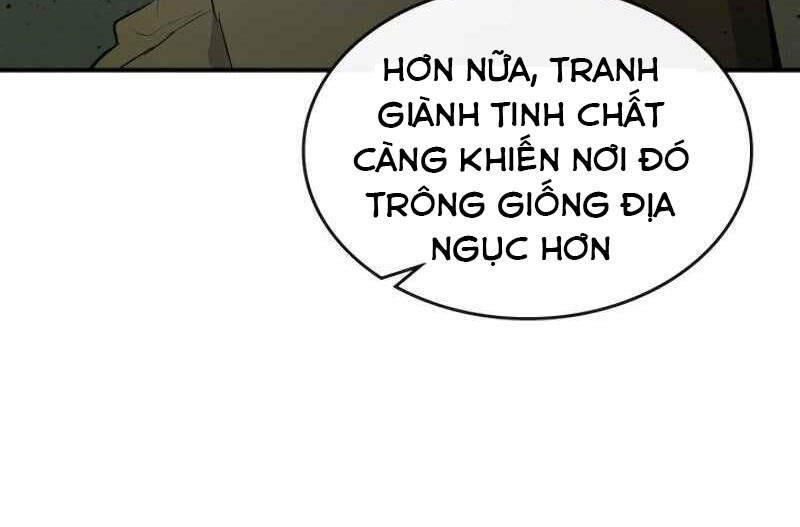 HƠN NỮA, TRANH
GIÀNH TINH CHẤT
CÀNG KHIẾN NƠI ĐÓ
TRÔNG GIỐNG ĐỊA
NGỤC HƠN